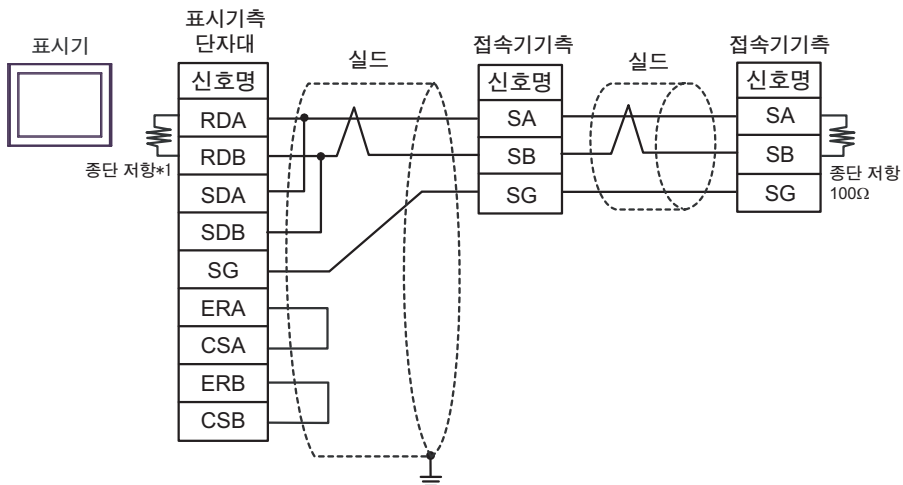 표시기
표시기측
단자대
신호명
RDA
RDB
SDA
SDB
SG
ERA
CSA
ERB
CSB
종단 저항*1
실드
접속기기측
신호명
SA
SB
SG
실드
접속기기측
신호명
SA
SB
SG
종단 저항
100Ω